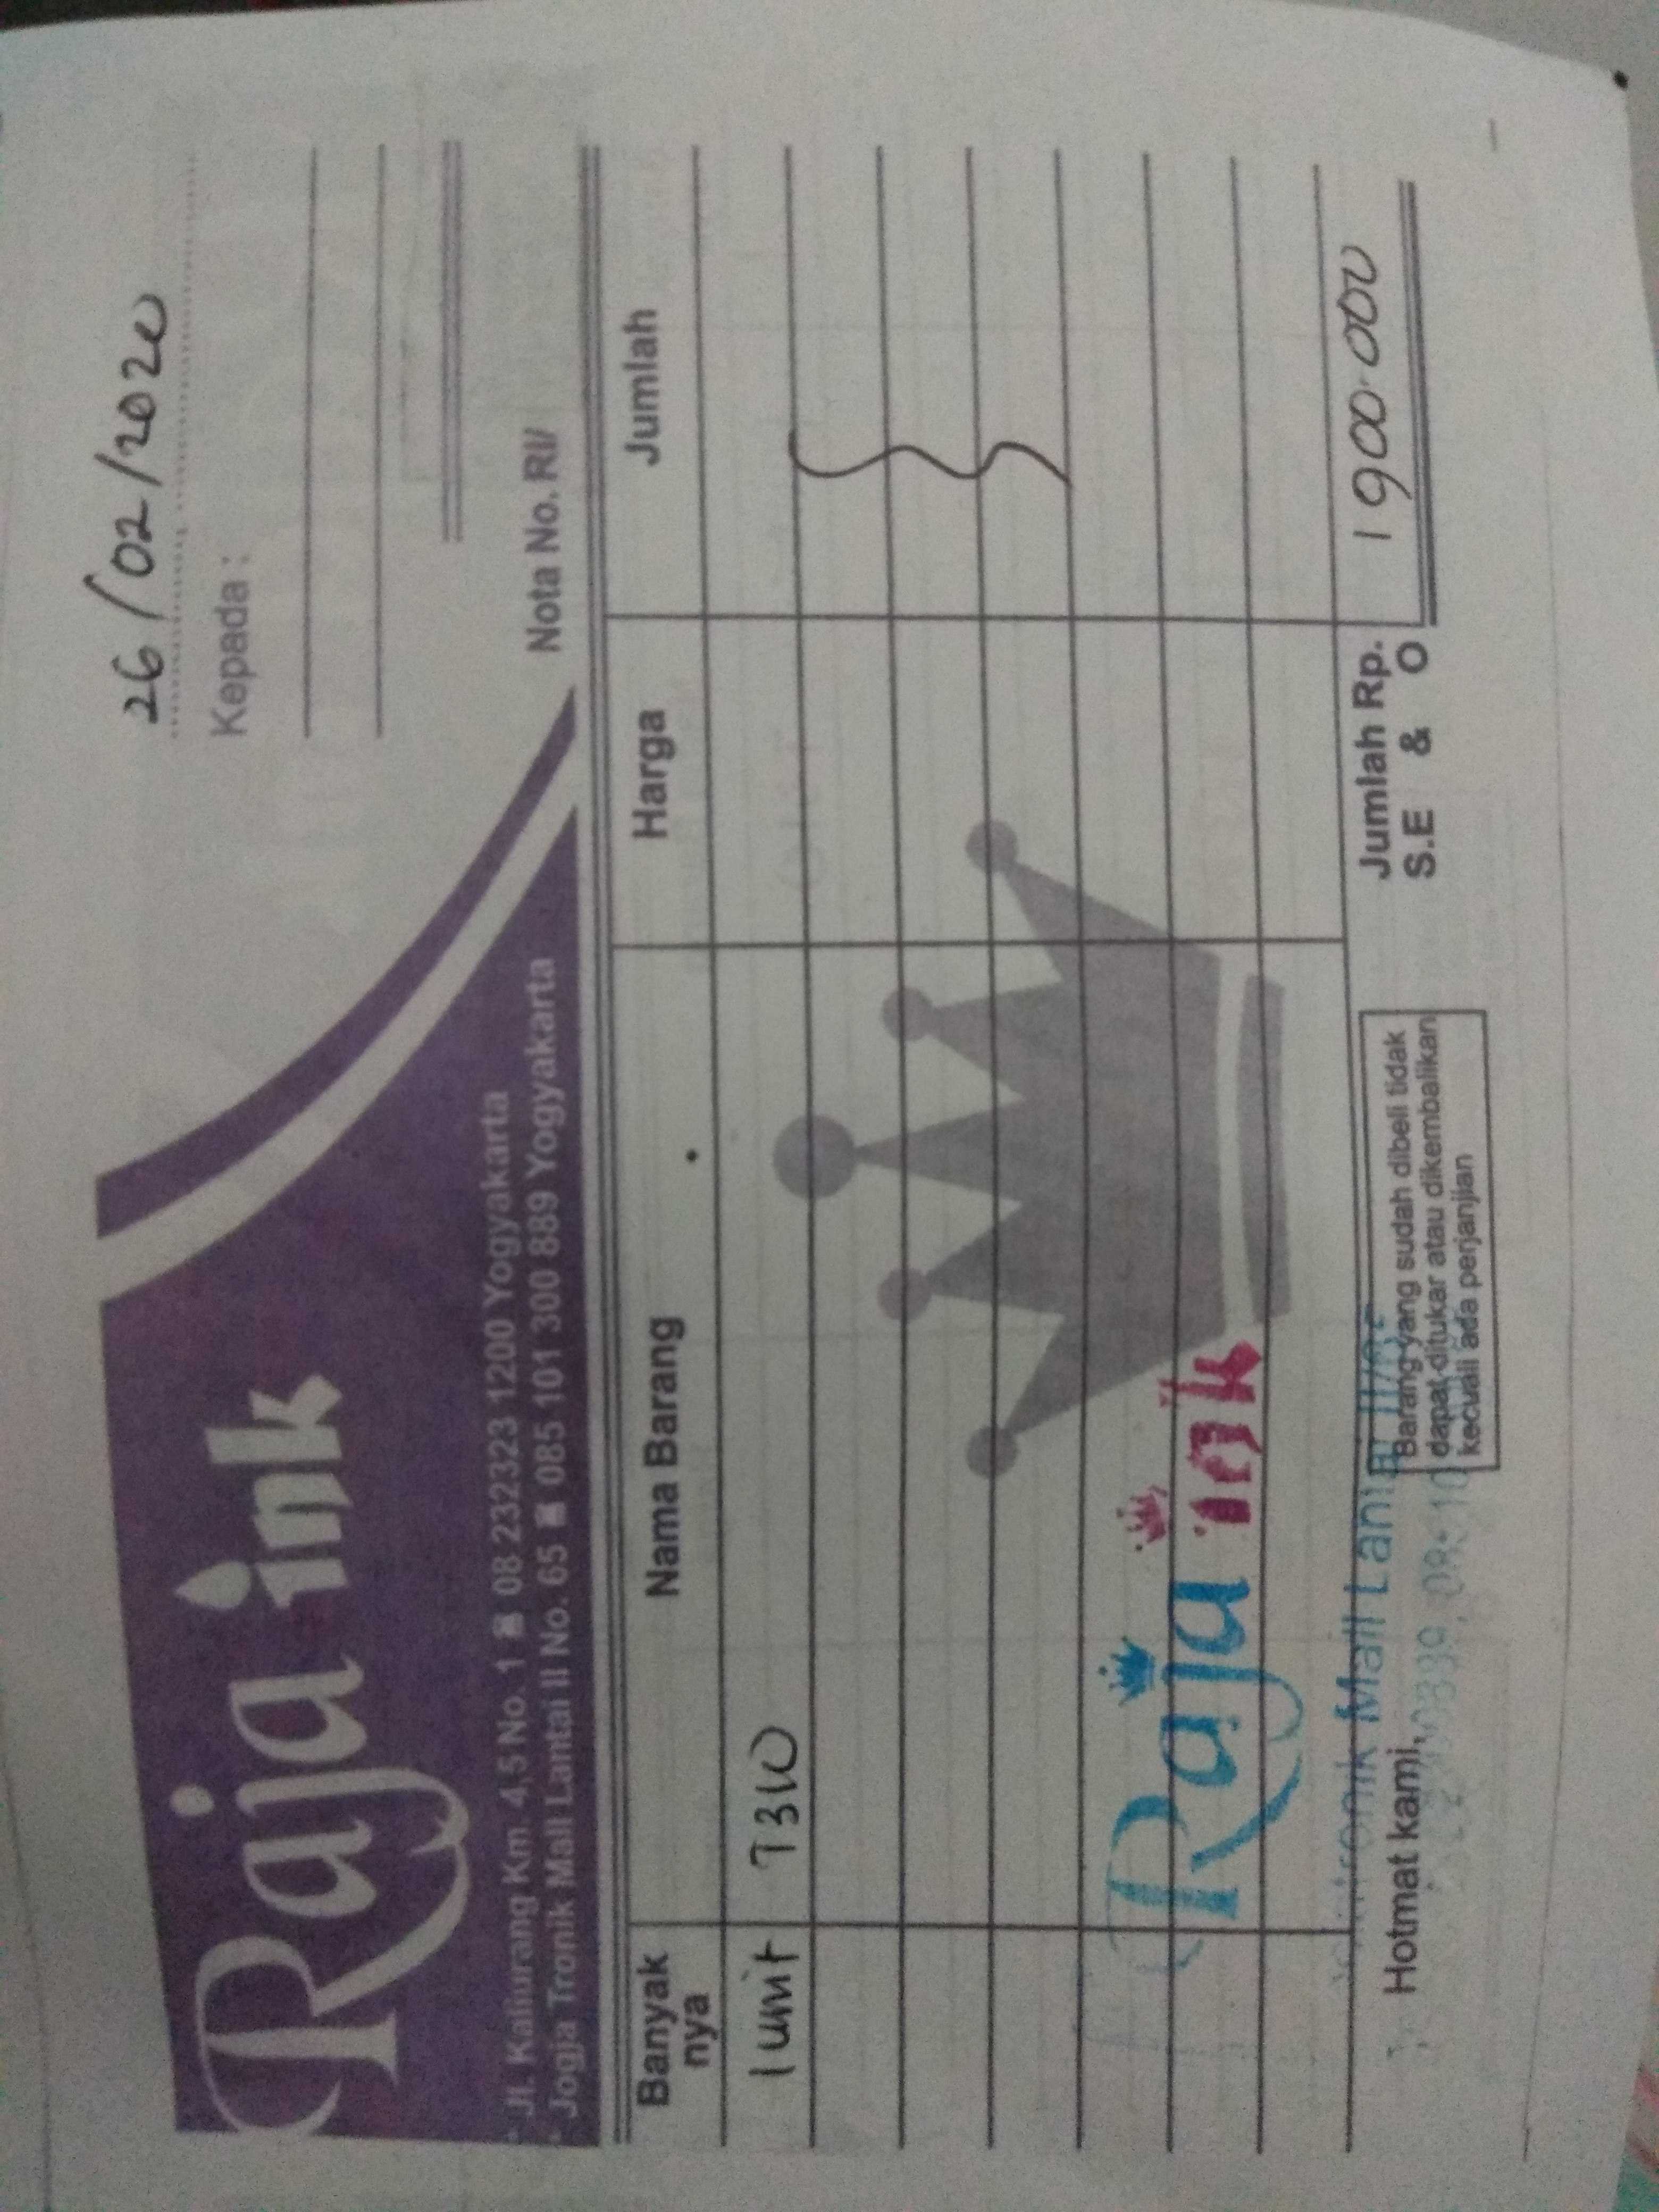 Raja ink
Jl. Kaliurang Km. 4,5 No. 1 ☎ 08 232323 1200 Yogyakarta
Jogja Tronik Mall Lantai II No. 65 ☎ 085 101 300 889 Yogyakarta
26/02/2020
Kepada :
Nota No. RI/
Banyak nya Nama Barang Harga Jumlah
1 unit T310
Raja ink
Jumlah Rp. 1900.000
S.E & O
Mall Lantai
Hotmat kami,
Barang yang sudah dibeli tidak
dapat ditukar atau dikembalikan
kecuali ada perjanjian